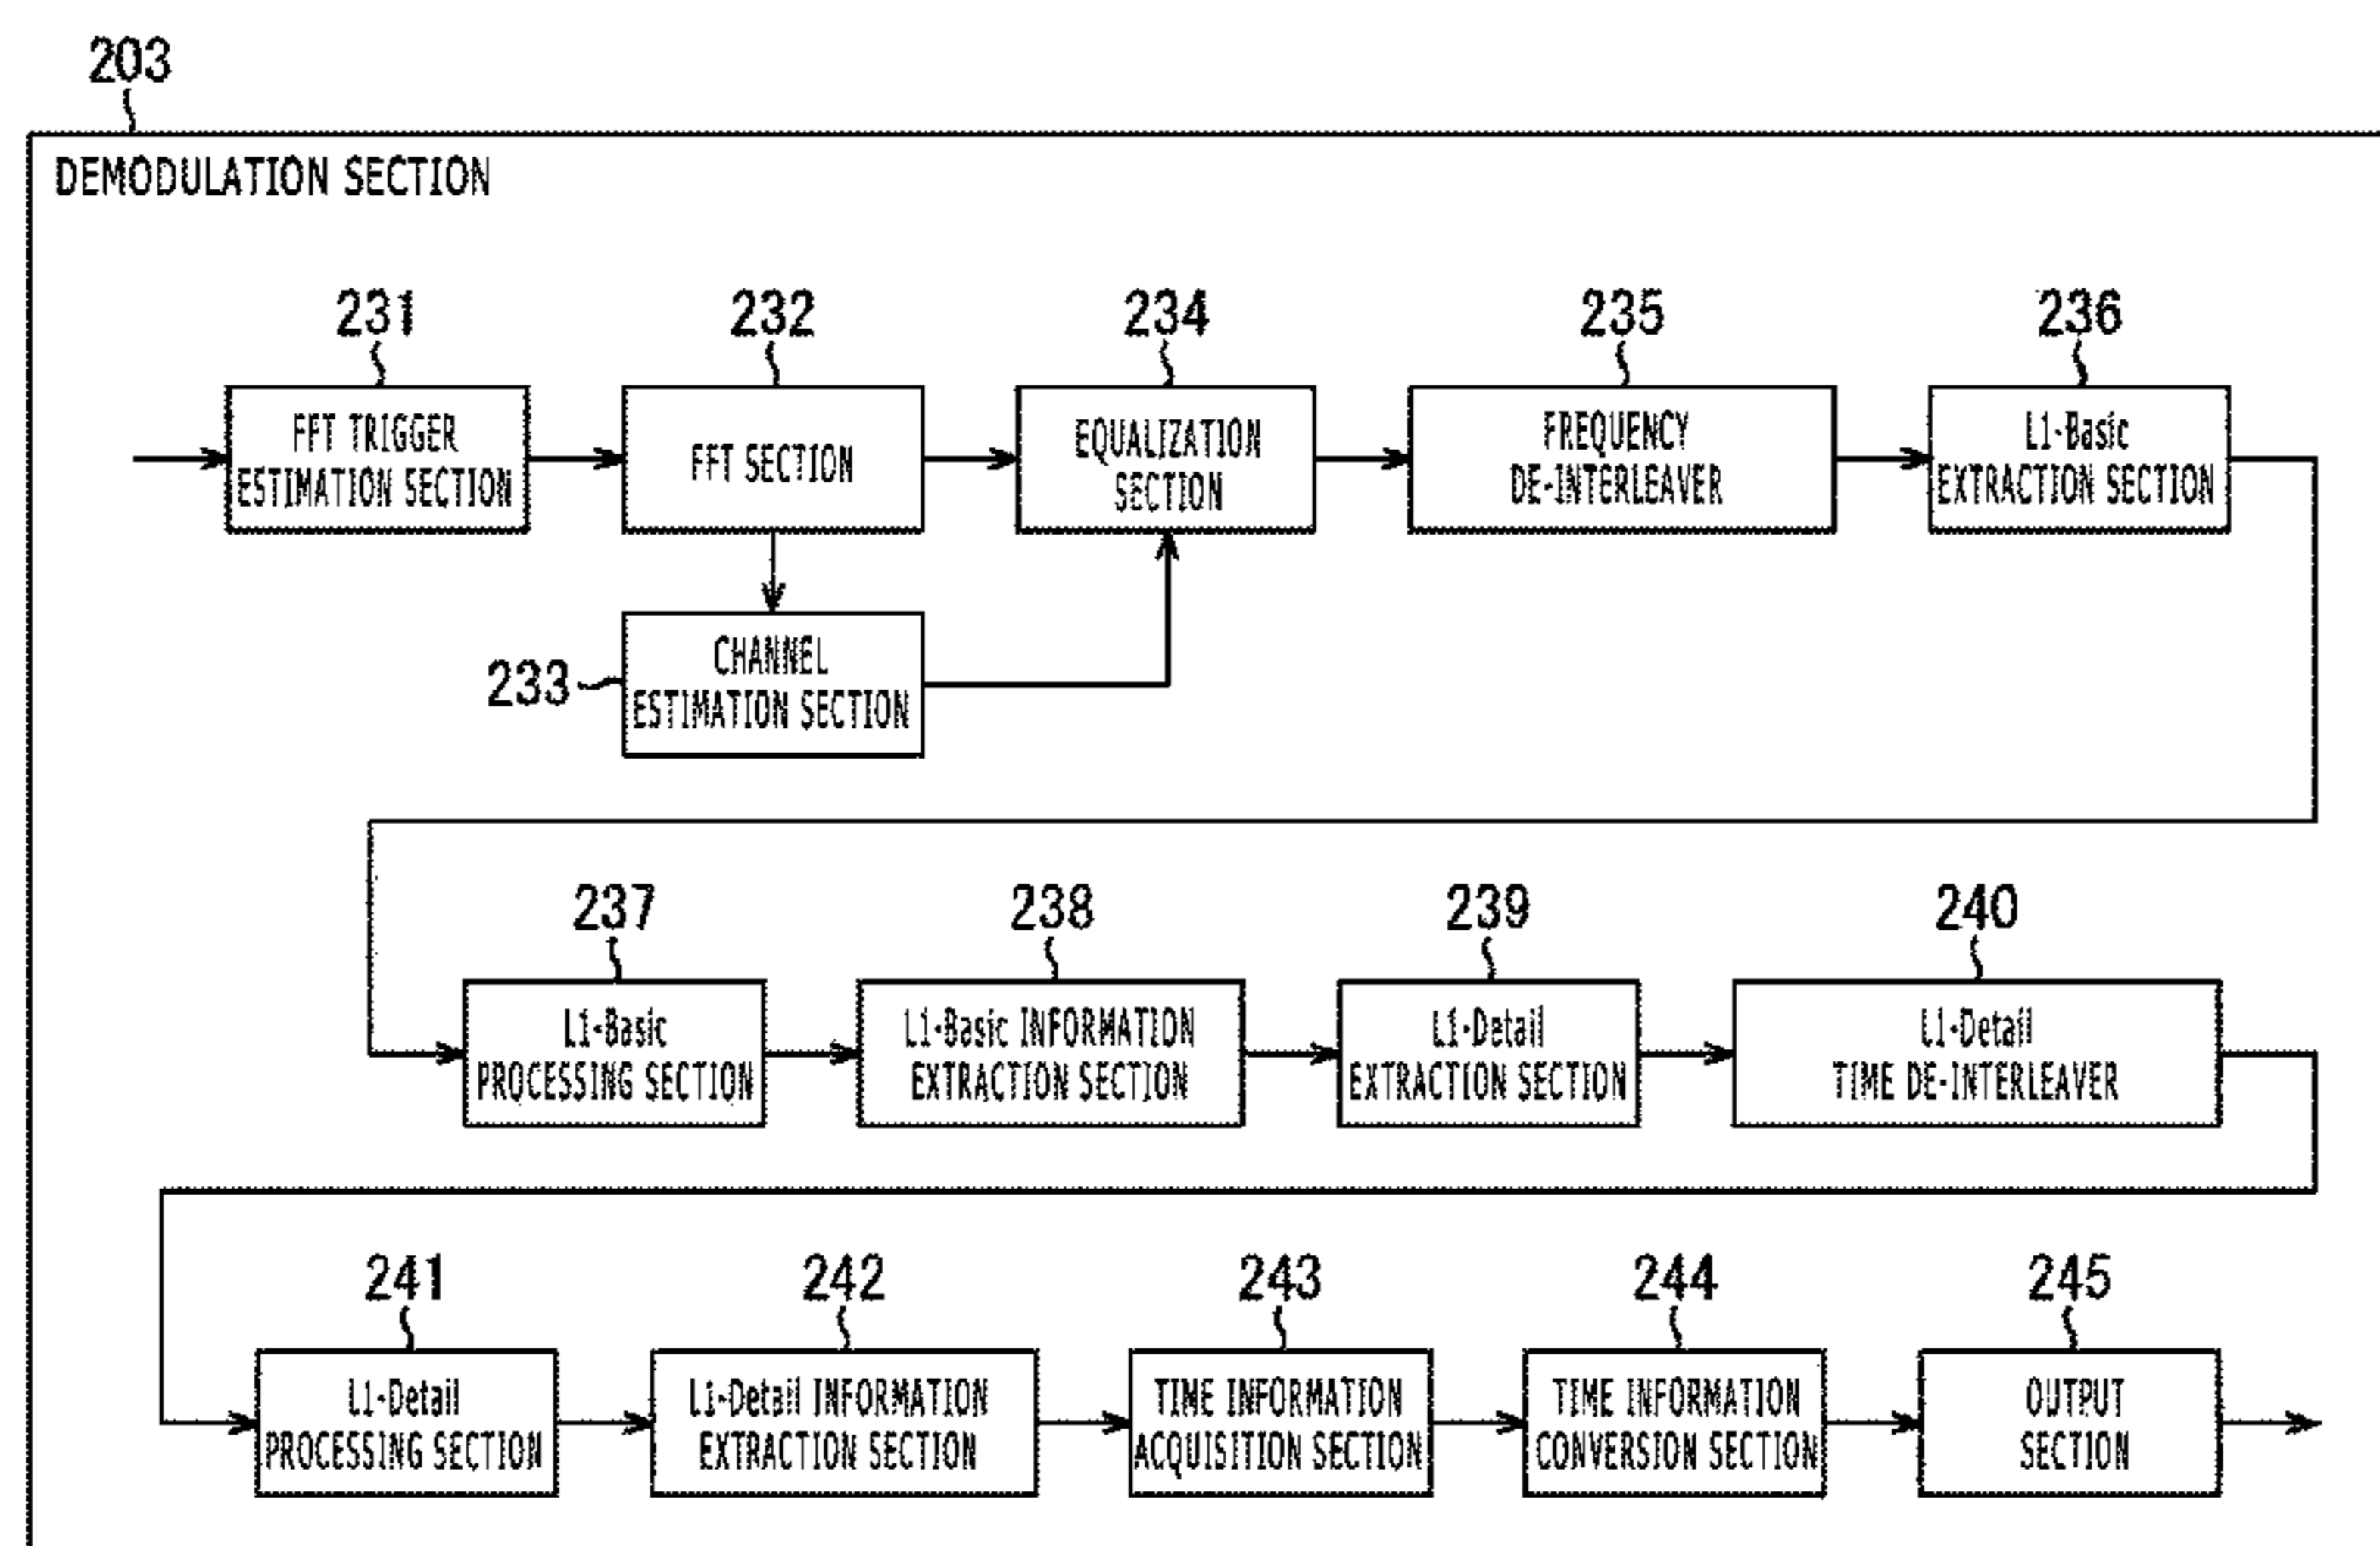 203
DEMODULATION SECTION
231
232
234
235
236
FFT TRIGGER
ESTIMATION SECTION
FFT SECTION
EQUALIZATION
SECTION
FREQUENCY
DE-INTERLEAVER
L1-Basic
EXTRACTION SECTION
233
CHANNEL
ESTIMATION SECTION
237
238
239
240
L1-Basic
PROCESSING SECTION
L1-Basic INFORMATION
EXTRACTION SECTION
L1-Detail
EXTRACTION SECTION
L1-Detail
TIME DE-INTERLEAVER
241
242
243
244
245
L1-Detail
PROCESSING SECTION
L1-Detail INFORMATION
EXTRACTION SECTION
TIME INFORMATION
ACQUISITION SECTION
TIME INFORMATION
CONVERSION SECTION
OUTPUT
SECTION